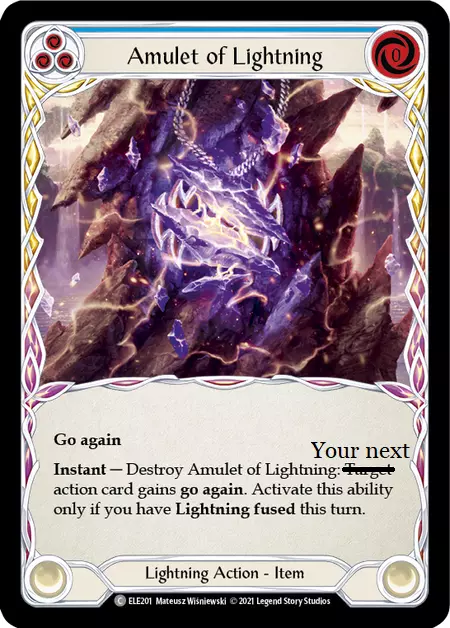 0
Amulet of Lightning
Go again
Your next
Instant — Destroy Amulet of Lightning: Target
action card gains go again. Activate this ability
only if you have Lightning fused this turn.
Lightning Action - Item
C ELE201 Mateusz Wiśniewski © 2021 Legend Story Studios